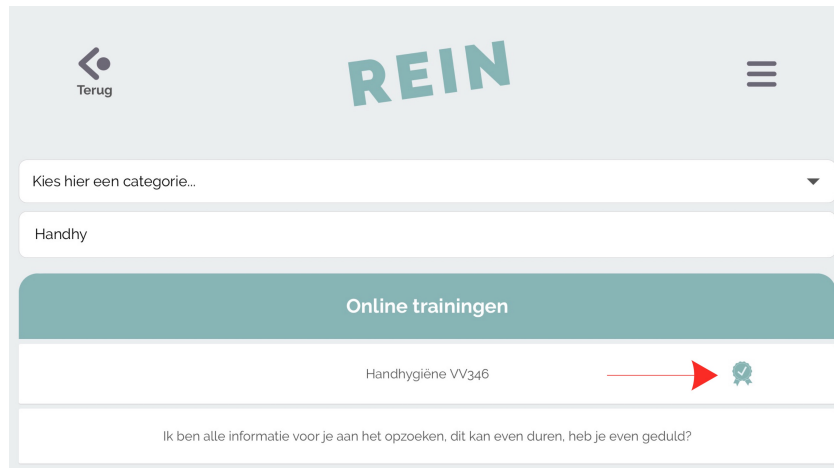 Terug
REIN
Kies hier een categorie...
Handhy
Online trainingen
Handhygiëne VV346
Ik ben alle informatie voor je aan het opzoeken, dit kan even duren, heb je even geduld?